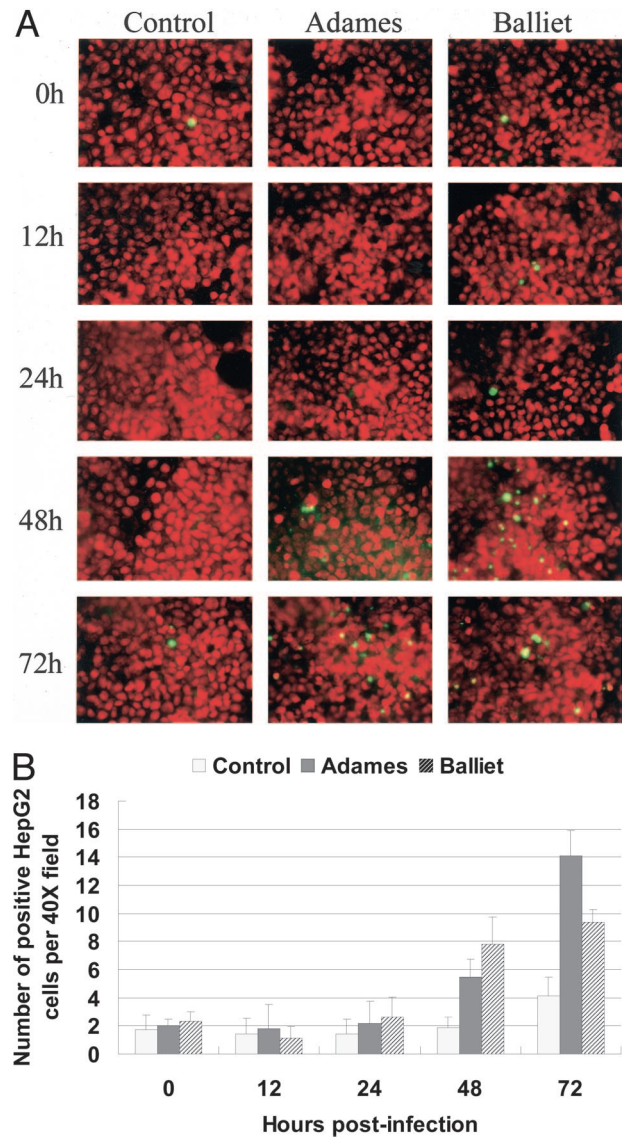 A
Control Adames Balliet
0h
12h
24h
48h
72h
B
Control Adames Balliet
Number of positive HepG2
cells per 40X field
18
16
14
12
10
8
6
4
2
0
0 12 24 48 72
Hours post-infection